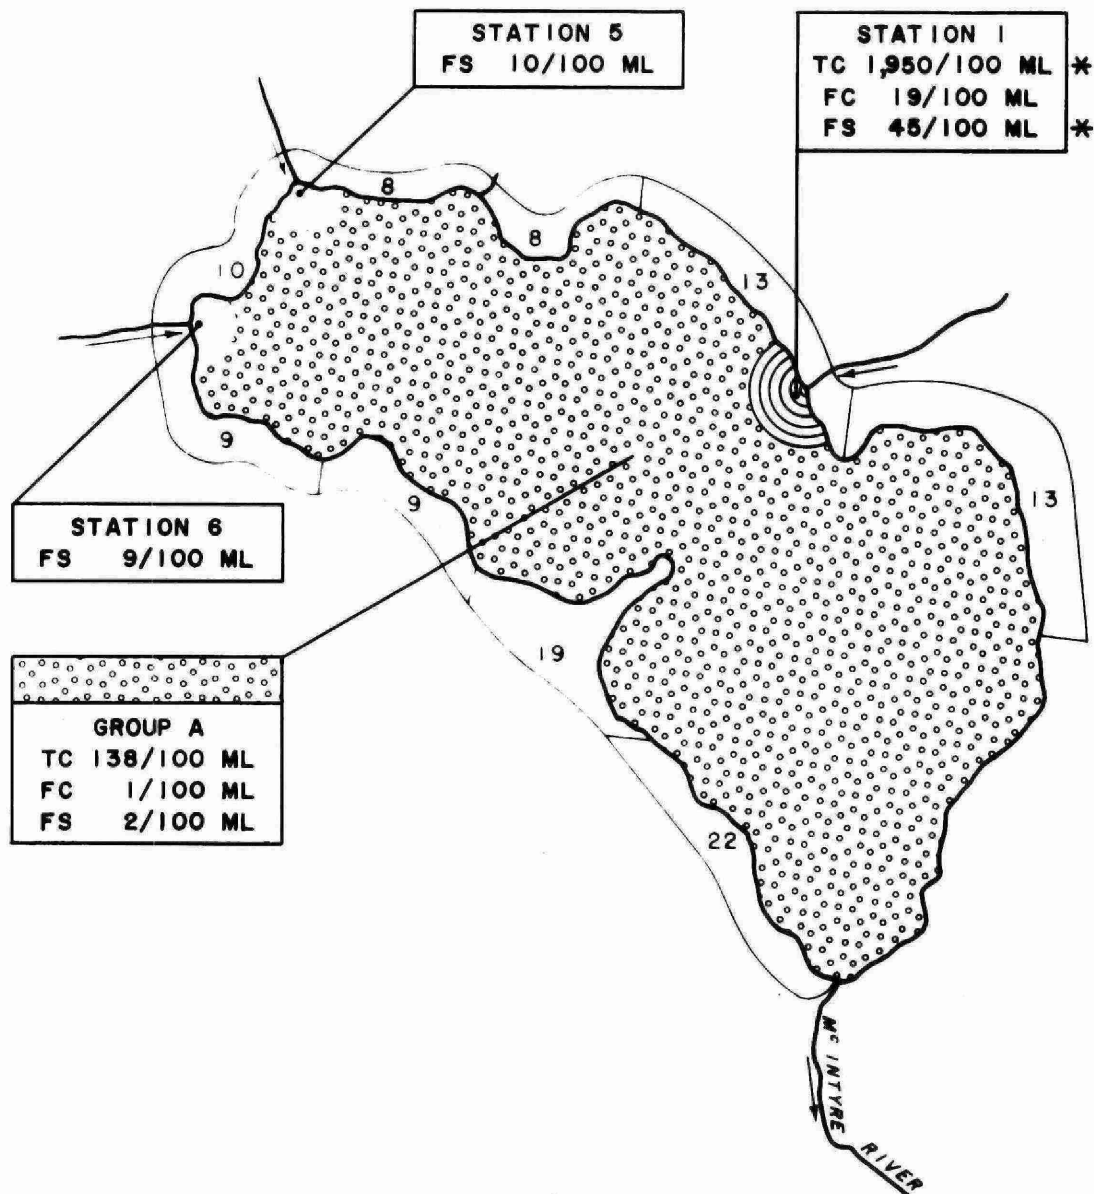 STATION 5
FS 10/100 ML
STATION 1
TC 1,950/100 ML *
FC 19/100 ML
FS 45/100 ML *
8
8
10
13
9
9
13
STATION 6
FS 9/100 ML
19
GROUP A
TC 138/100 ML
FC 1/100 ML
FS 2/100 ML
22
Mc INTYRE RIVER